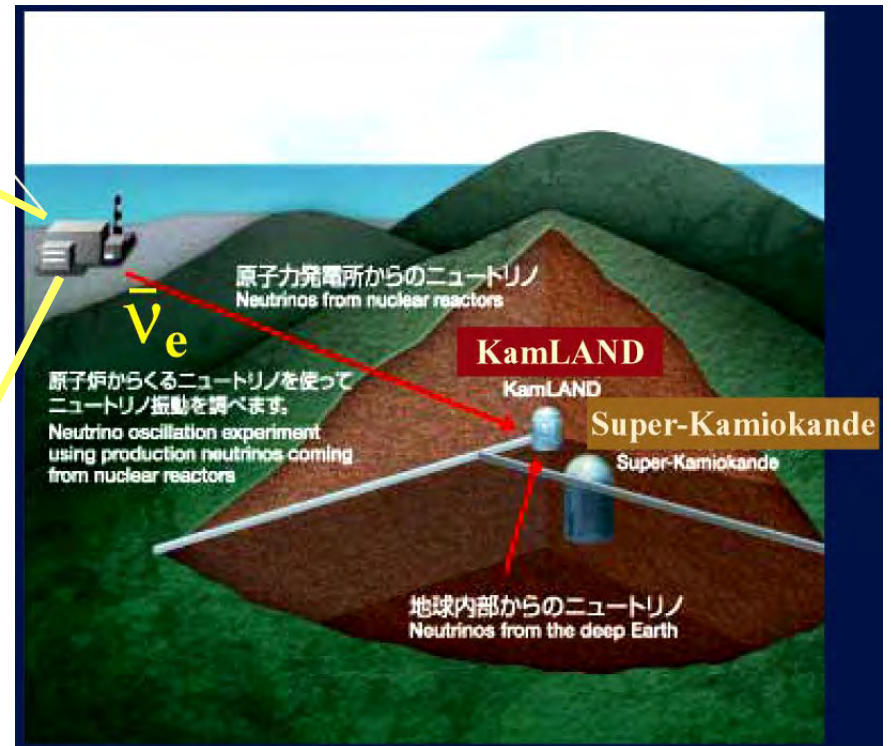 原子力発電所からのニュートリノ
Neutrinos from nuclear reactors
ν̄e
KamLAND
KamLAND
原子炉からくるニュートリノを使って
ニュートリノ振動を調べます。
Neutrino oscillation experiment
using production neutrinos coming
from nuclear reactors
Super-Kamiokande
Super-Kamiokande
地球内部からのニュートリノ
Neutrinos from the deep Earth